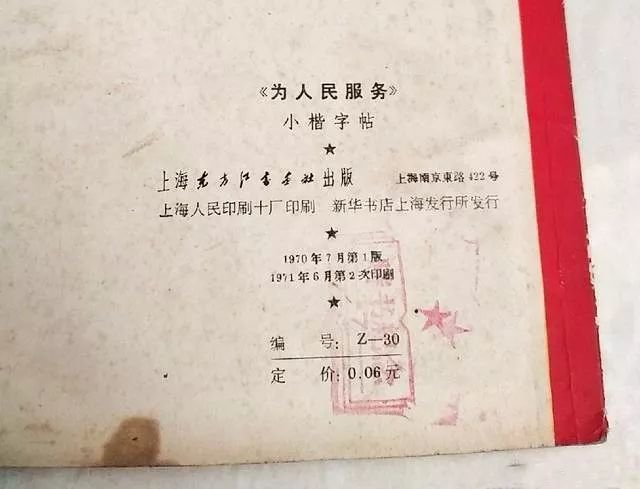 《为人民服务》
小楷字帖
★
上海东方红书画社出版 上海南京東路422号
上海人民印刷十厂印刷 新华书店上海发行所发行
★
1970年7月第1版
1971年6月第2次印刷
★
编 号: Z—30
定 价: 0.06元